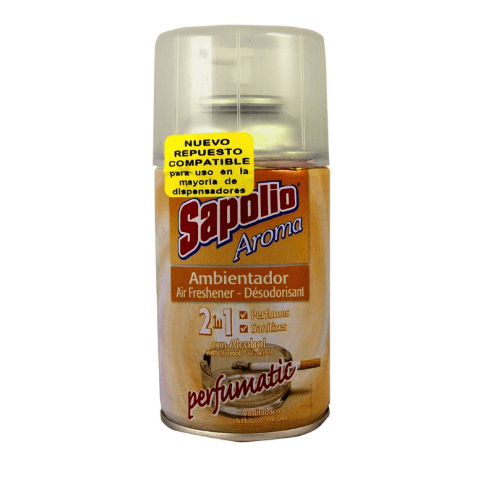 NUEVO
REPUESTO
COMPATIBLE
para uso en la
mayoría de
dispensadores
Sapolio
Aroma
Ambientador
Air Freshener - Désodorisant
2 in 1
Perfumes
Sanitizes
con Alcohol
perfumatic